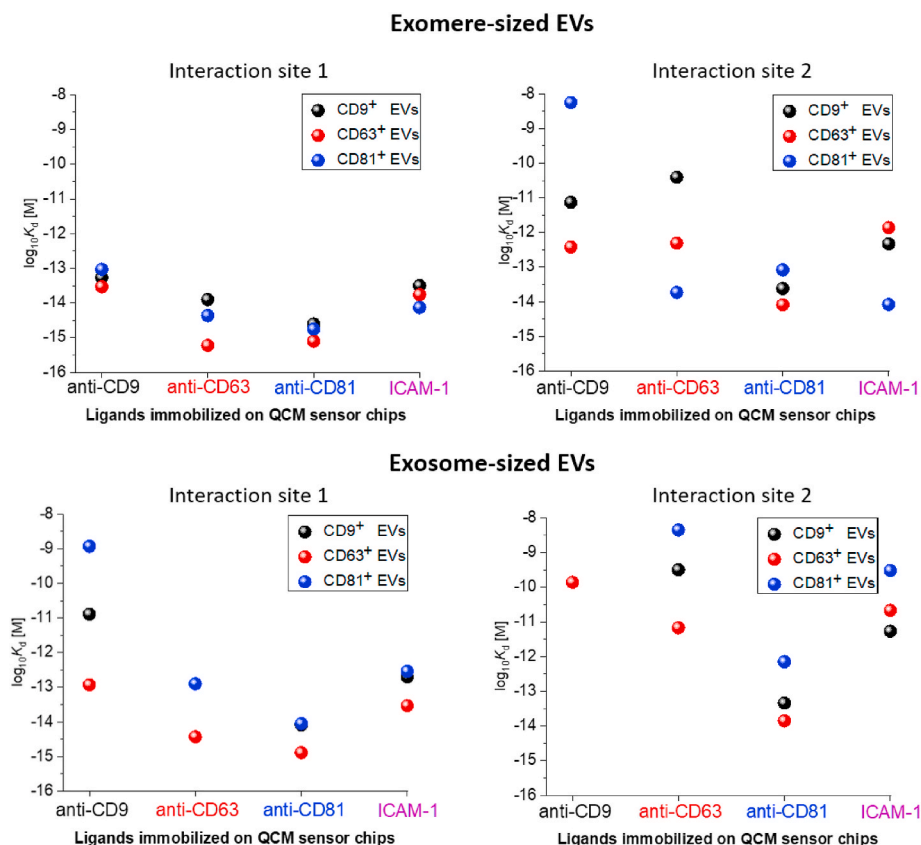 Exomere-sized EVs
Interaction site 1
CD9⁺ EVs
CD63⁺ EVs
CD81⁺ EVs
log₁₀Kd [M]
-8
-9
-10
-11
-12
-13
-14
-15
-16
anti-CD9 anti-CD63 anti-CD81 ICAM-1
Ligands immobilized on QCM sensor chips
Interaction site 2
CD9⁺ EVs
CD63⁺ EVs
CD81⁺ EVs
log₁₀Kd [M]
-8
-9
-10
-11
-12
-13
-14
-15
-16
anti-CD9 anti-CD63 anti-CD81 ICAM-1
Ligands immobilized on QCM sensor chips
Exosome-sized EVs
Interaction site 1
CD9⁺ EVs
CD63⁺ EVs
CD81⁺ EVs
log₁₀Kd [M]
-8
-9
-10
-11
-12
-13
-14
-15
-16
anti-CD9 anti-CD63 anti-CD81 ICAM-1
Ligands immobilized on QCM sensor chips
Interaction site 2
CD9⁺ EVs
CD63⁺ EVs
CD81⁺ EVs
log₁₀Kd [M]
-8
-9
-10
-11
-12
-13
-14
-15
-16
anti-CD9 anti-CD63 anti-CD81 ICAM-1
Ligands immobilized on QCM sensor chips